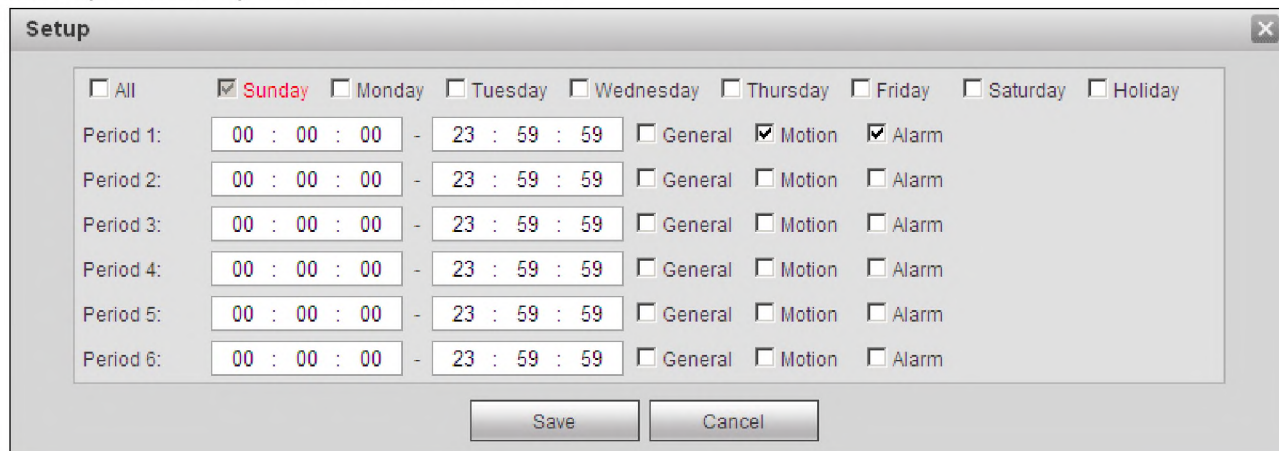 Setup
All Sunday Monday Tuesday Wednesday Thursday Friday Saturday Holiday
Period 1: 00 : 00 : 00 - 23 : 59 : 59 General Motion Alarm
Period 2: 00 : 00 : 00 - 23 : 59 : 59 General Motion Alarm
Period 3: 00 : 00 : 00 - 23 : 59 : 59 General Motion Alarm
Period 4: 00 : 00 : 00 - 23 : 59 : 59 General Motion Alarm
Period 5: 00 : 00 : 00 - 23 : 59 : 59 General Motion Alarm
Period 6: 00 : 00 : 00 - 23 : 59 : 59 General Motion Alarm
Save Cancel